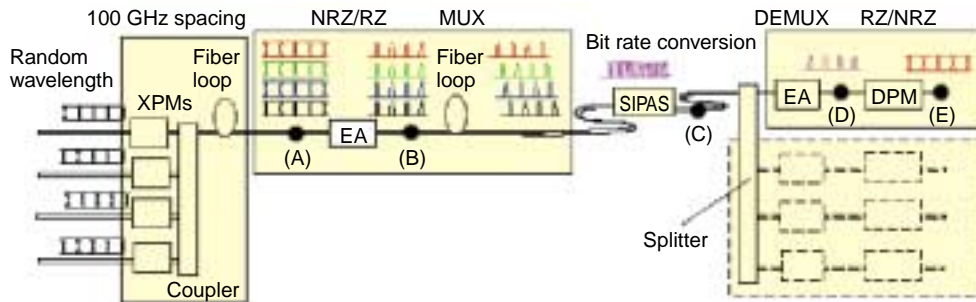 100 GHz spacing
NRZ/RZ
MUX
DEMUX
RZ/NRZ
Random
wavelength
Fiber
loop
Fiber
loop
Bit rate conversion
XPMs
SIPAS
EA
DPM
EA
(A)
(B)
(C)
(D)
(E)
Splitter
Coupler